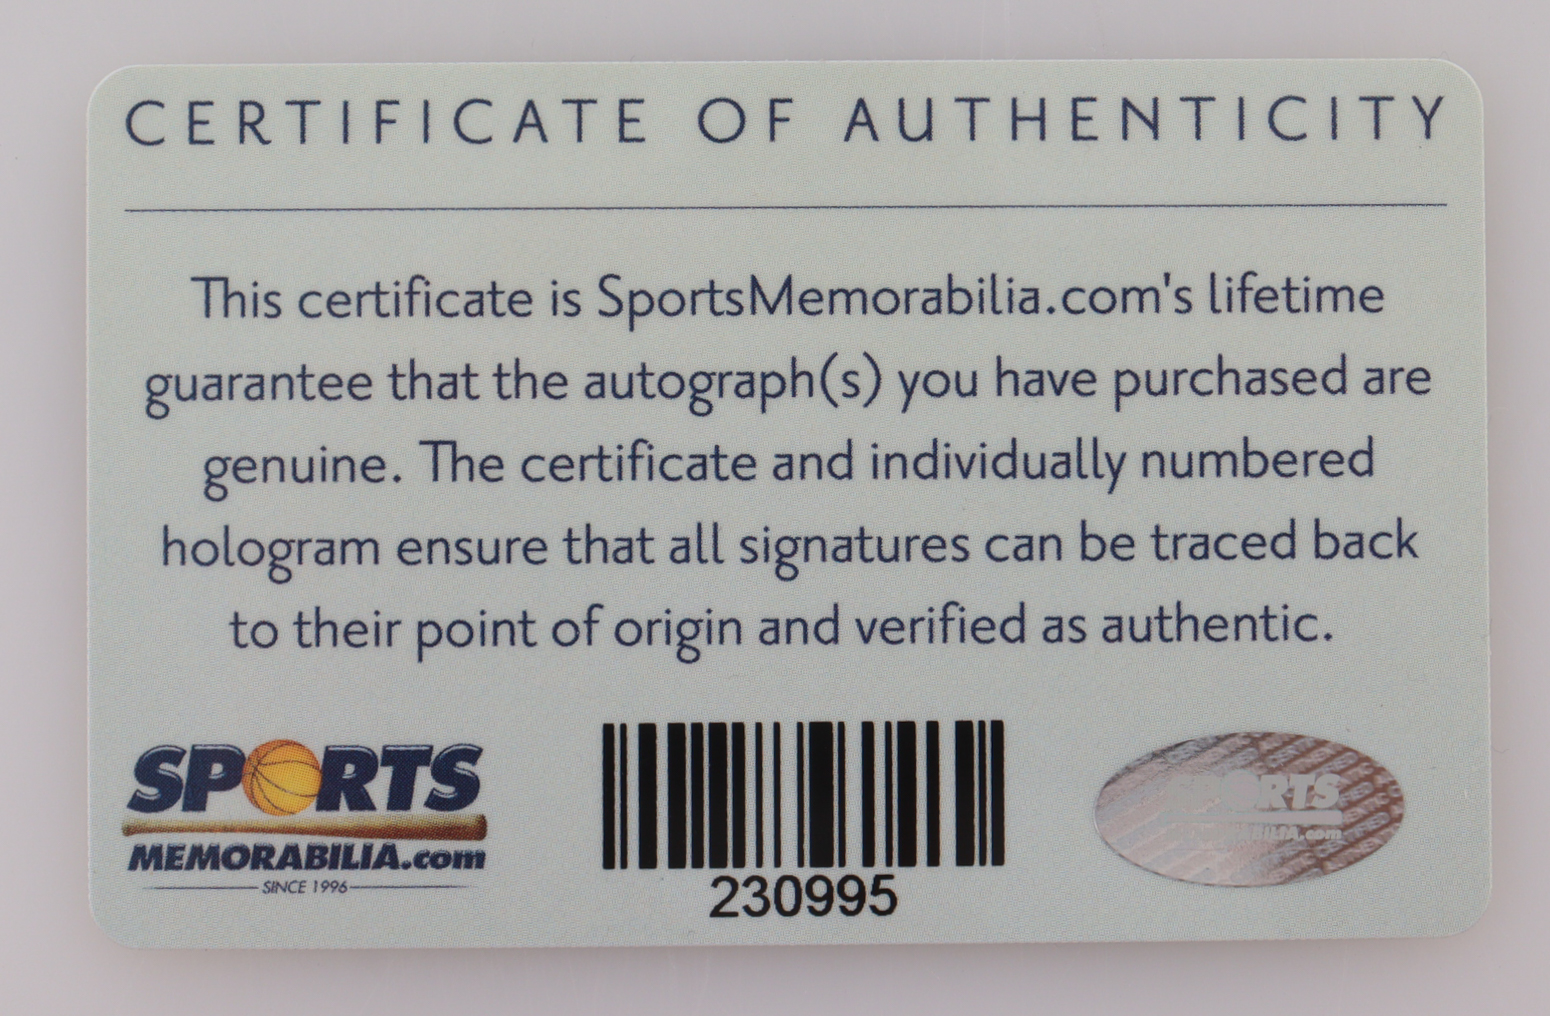 CERTIFICATE OF AUTHENTICITY
This certificate is SportsMemorabilia.com's lifetime
guarantee that the autograph(s) you have purchased are
genuine. The certificate and individually numbered
hologram ensure that all signatures can be traced back
to their point of origin and verified as authentic.
SPORTS
MEMORABILIA.com
SINCE 1996
230995
SPORTS